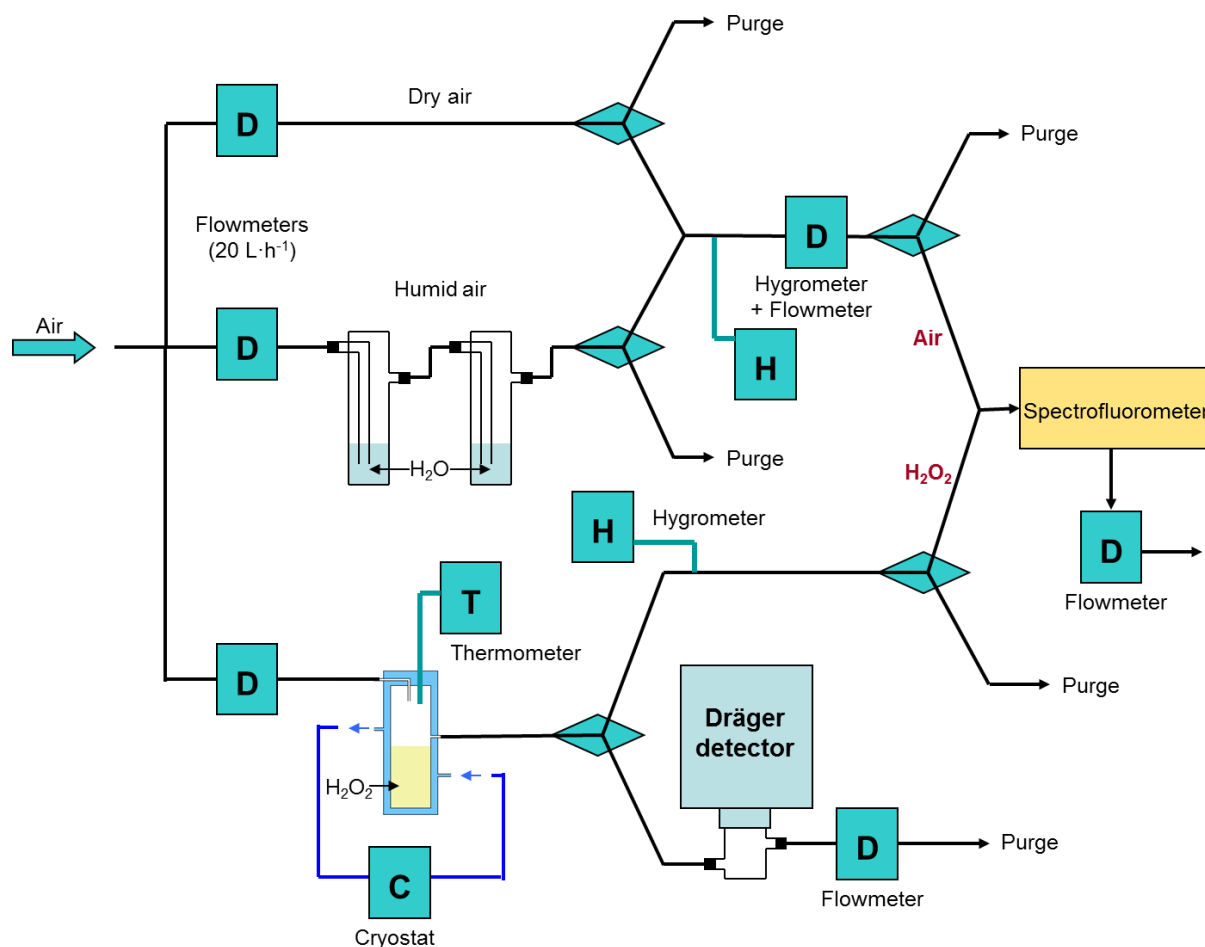 Purge
Dry air
D
Purge
Flowmeters
(20 L·h⁻¹)
D
Hygrometer
+ Flowmeter
Humid air
Air
D
Air
H
Spectrofluorometer
H₂O
Purge
H₂O₂
Hygrometer
H
D
Flowmeter
T
Thermometer
D
Purge
Dräger
detector
H₂O₂
Purge
D
C
Flowmeter
Cryostat